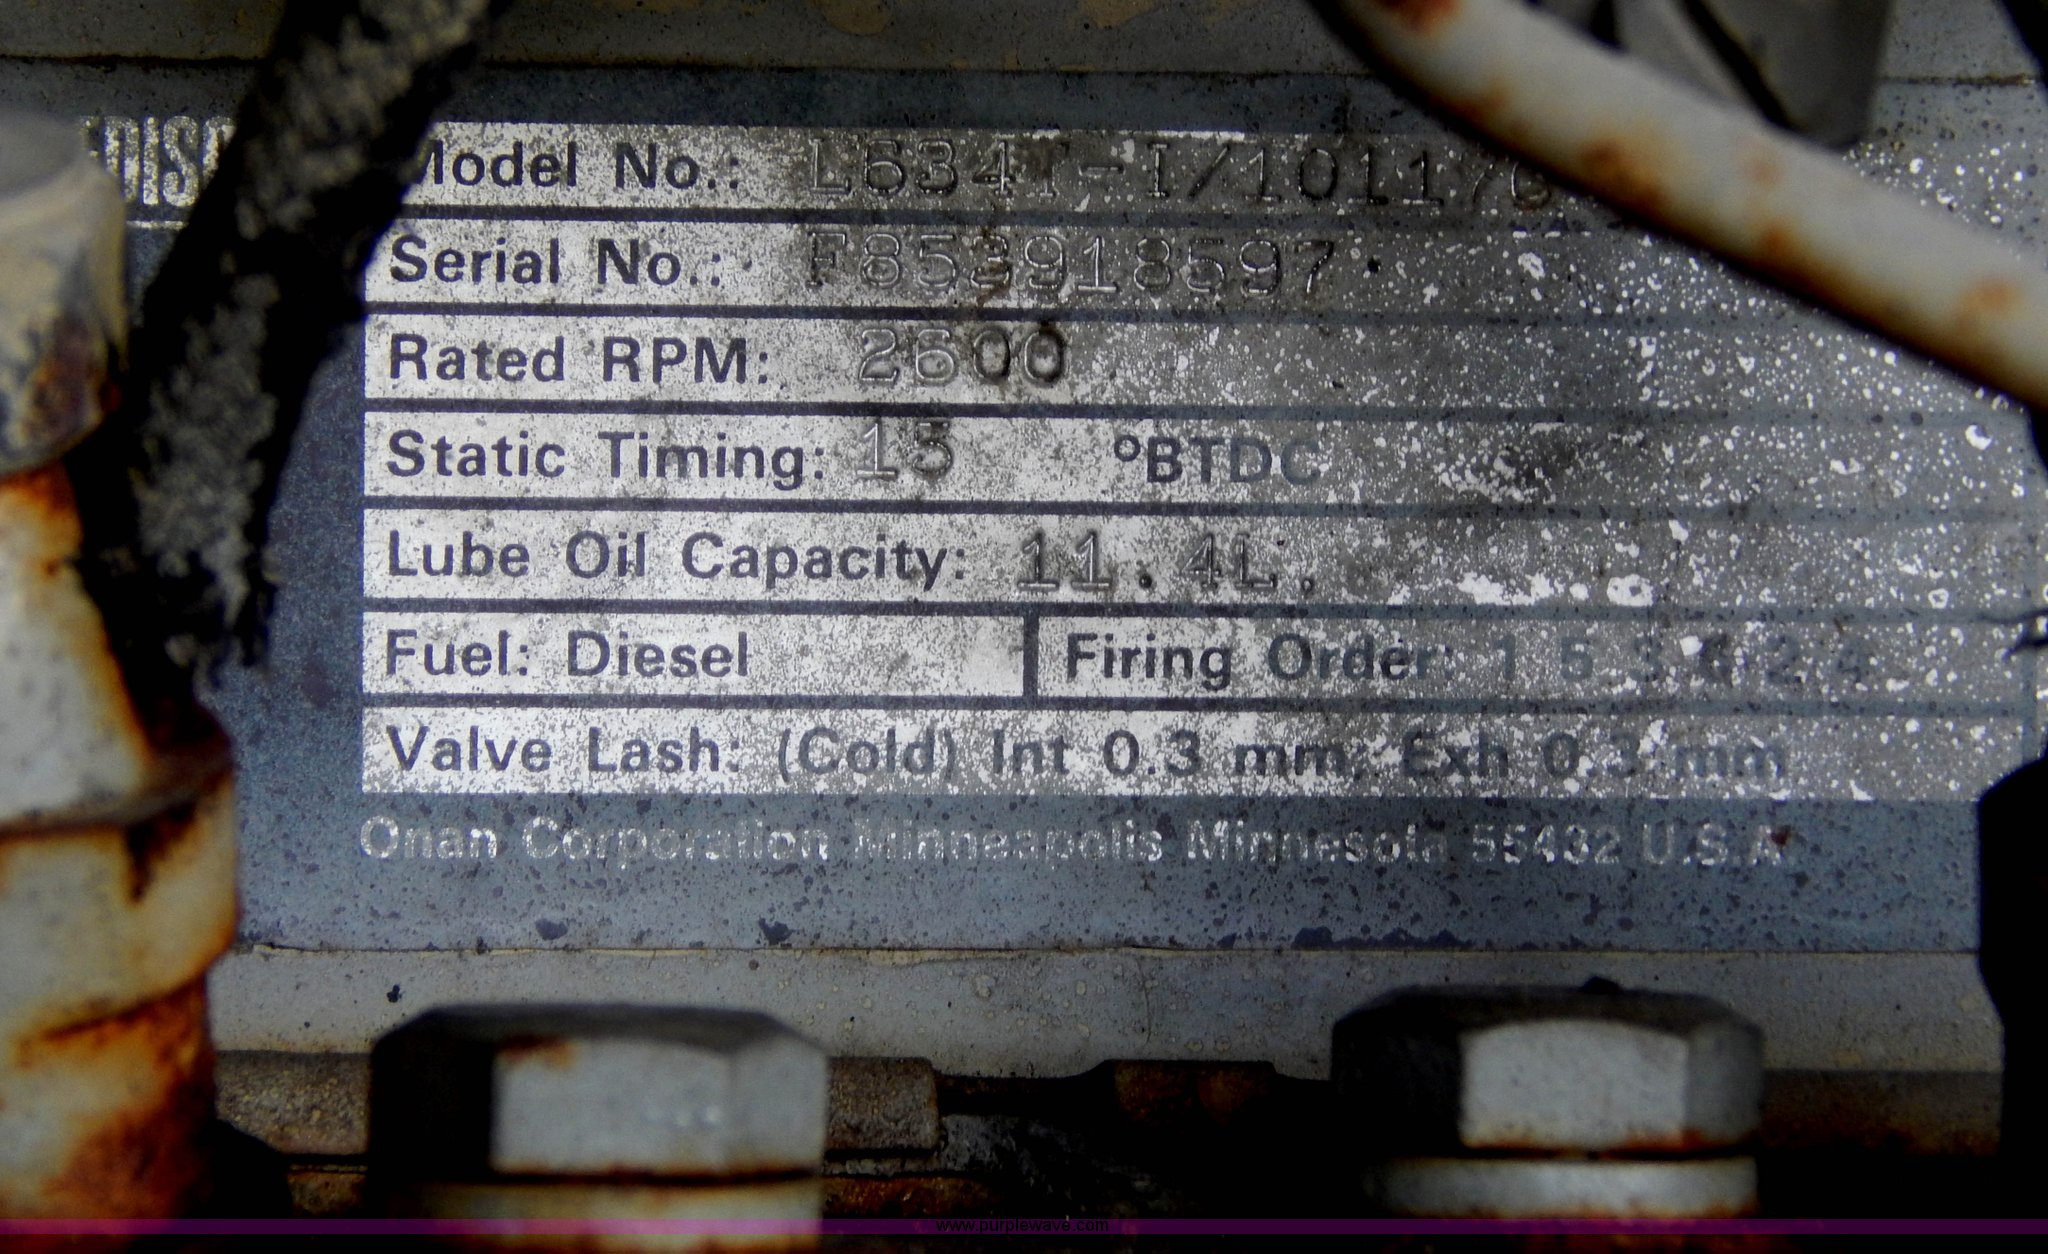 Model No.: L634T-I/10117C
Serial No.: F853918597
Rated RPM: 2600
Static Timing: 15 °BTDC
Lube Oil Capacity: 11.4L.
Fuel: Diesel Firing Order: 1 5 3 6 2 4
Valve Lash: (Cold) Int 0.3 mm, Exh 0.3 mm
Onan Corporation Minneapolis Minnesota 55432 U.S.A
www.purplewave.com